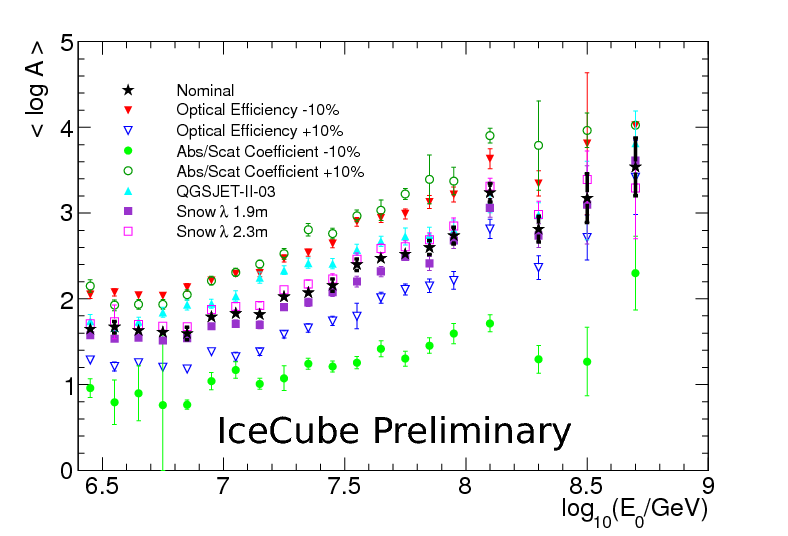 < log A >
5
4
3
2
1
0
Nominal
Optical Efficiency -10%
Optical Efficiency +10%
Abs/Scat Coefficient -10%
Abs/Scat Coefficient +10%
QGSJET-II-03
Snow λ 1.9m
Snow λ 2.3m
IceCube Preliminary
6.5 7 7.5 8 8.5 9
log10(E0/GeV)